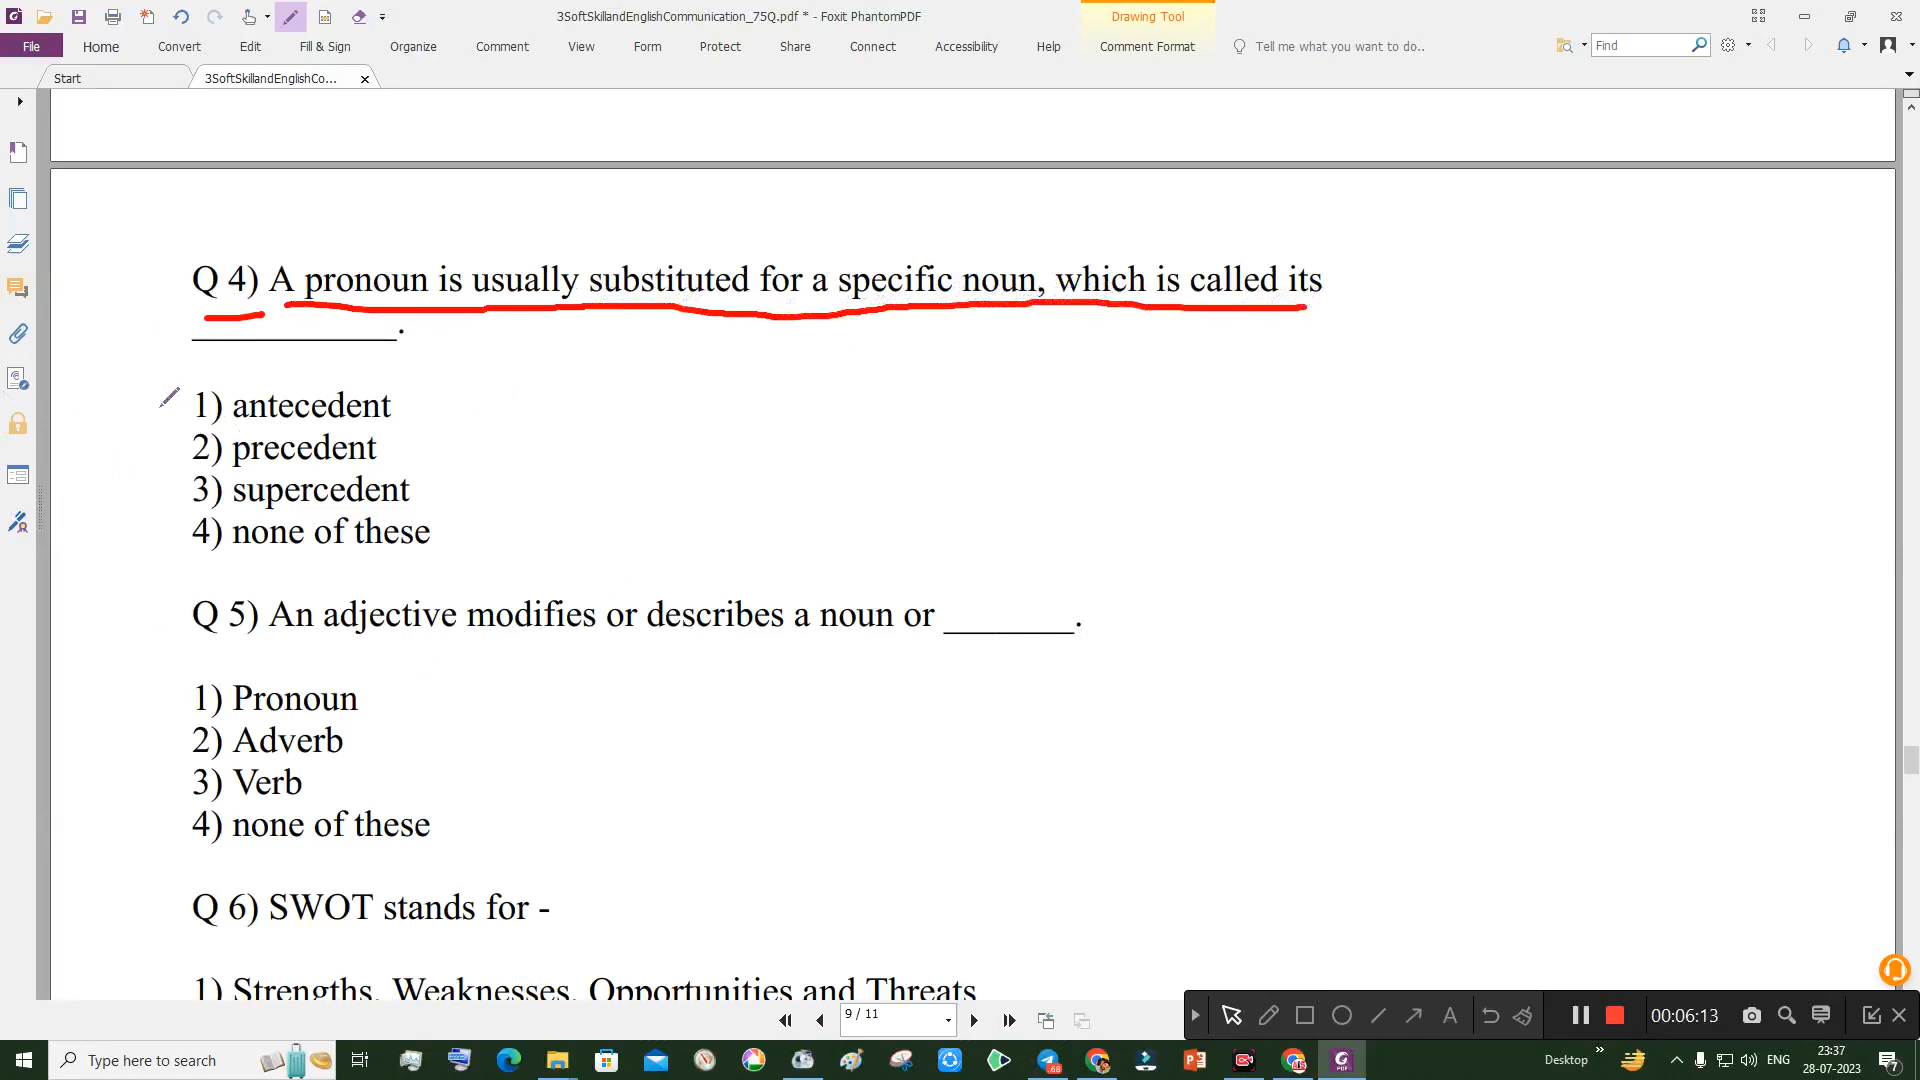 3SoftSkillandEnglishCommunication_75Q.pdf * - Foxit PhantomPDF
Drawing Tool
File Home Convert Edit Fill & Sign Organize Comment View Form Protect Share Connect Accessibility Help Comment Format Tell me what you want to do.. Find
Start 3SoftSkillandEnglishCo...
Q 4) A pronoun is usually substituted for a specific noun, which is called its
___________.
1) antecedent
2) precedent
3) supercedent
4) none of these
Q 5) An adjective modifies or describes a noun or _______.
1) Pronoun
2) Adverb
3) Verb
4) none of these
Q 6) SWOT stands for -
1) Strengths, Weaknesses, Opportunities and Threats
9 / 11
00:06:13
Type here to search
Desktop
ENG
23:37
28-07-2023